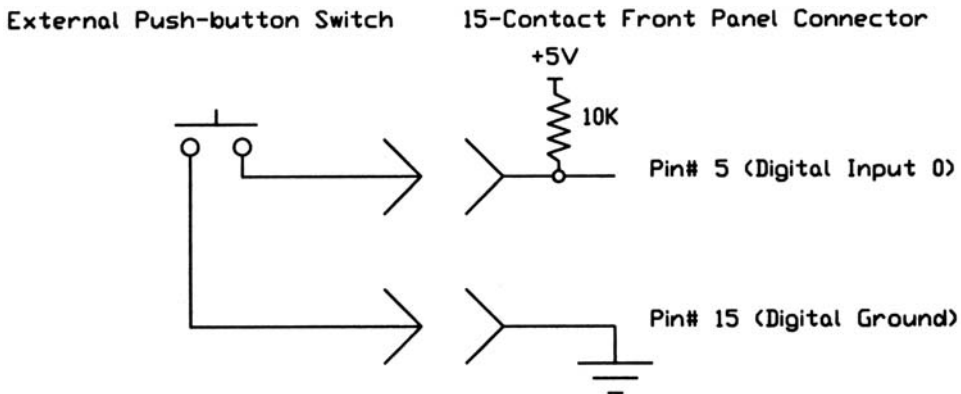 External Push-button Switch
15-Contact Front Panel Connector
+5V
10K
Pin# 5 (Digital Input 0)
Pin# 15 (Digital Ground)